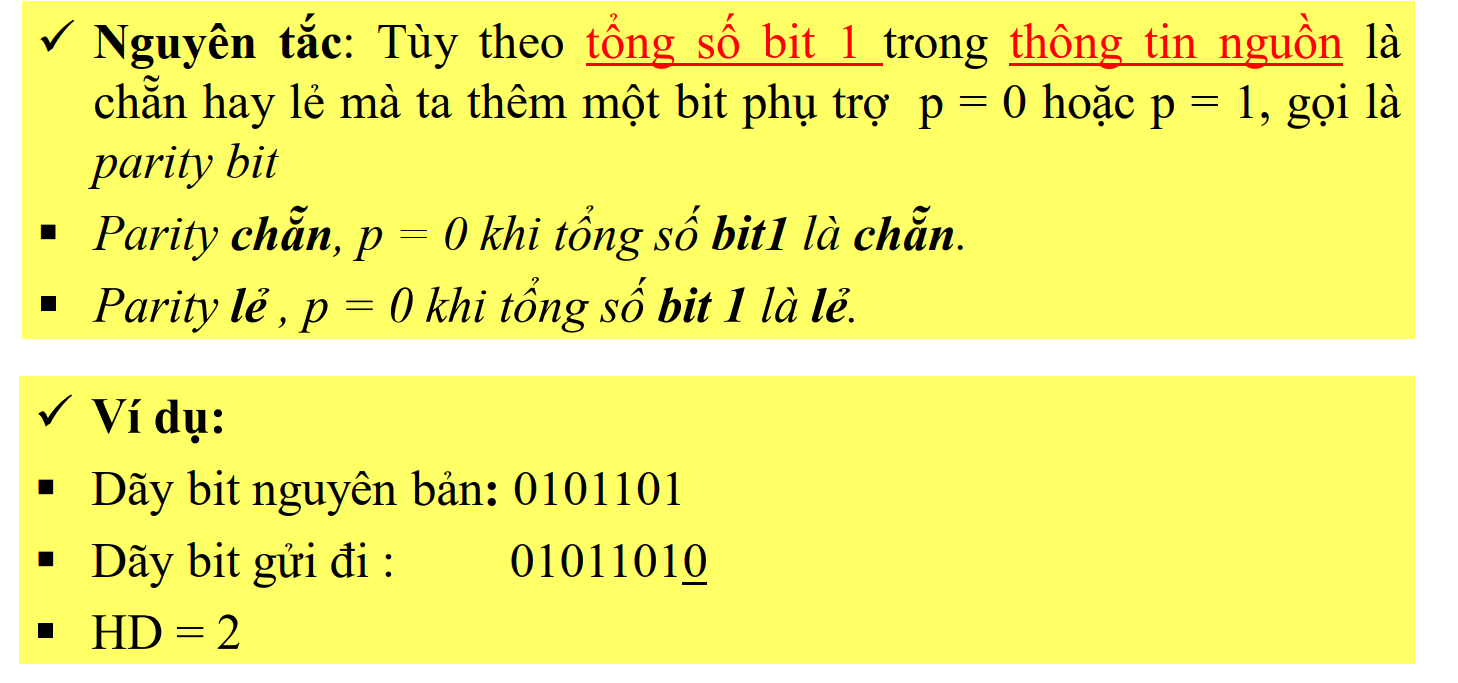 ✓ Nguyên tắc: Tùy theo tổng số bit 1 trong thông tin nguồn là
chẵn hay lẻ mà ta thêm một bit phụ trợ p = 0 hoặc p = 1, gọi là
parity bit
▪ Parity chẵn, p = 0 khi tổng số bit1 là chẵn.
▪ Parity lẻ , p = 0 khi tổng số bit 1 là lẻ.
✓ Ví dụ:
▪ Dãy bit nguyên bản: 0101101
▪ Dãy bit gửi đi : 01011010
▪ HD = 2